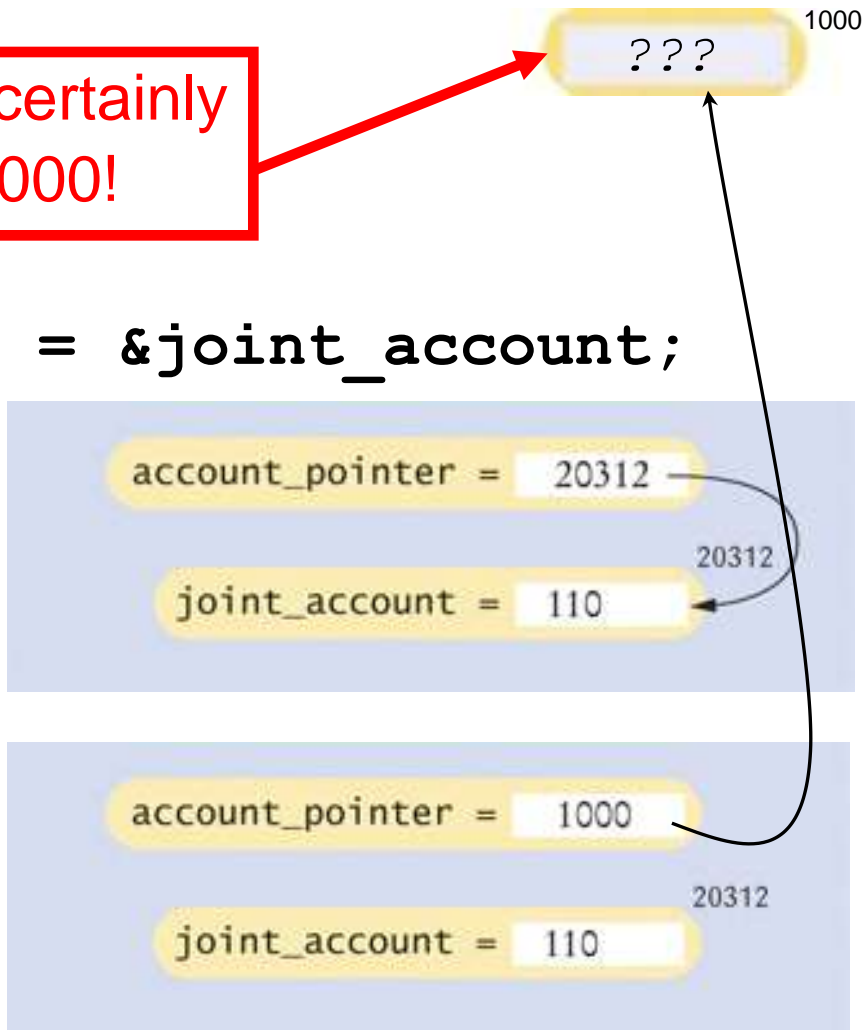 1000
???
certainly
000!
= &joint_account;
account_pointer = 20312
20312
joint_account = 110
account_pointer = 1000
20312
joint_account = 110